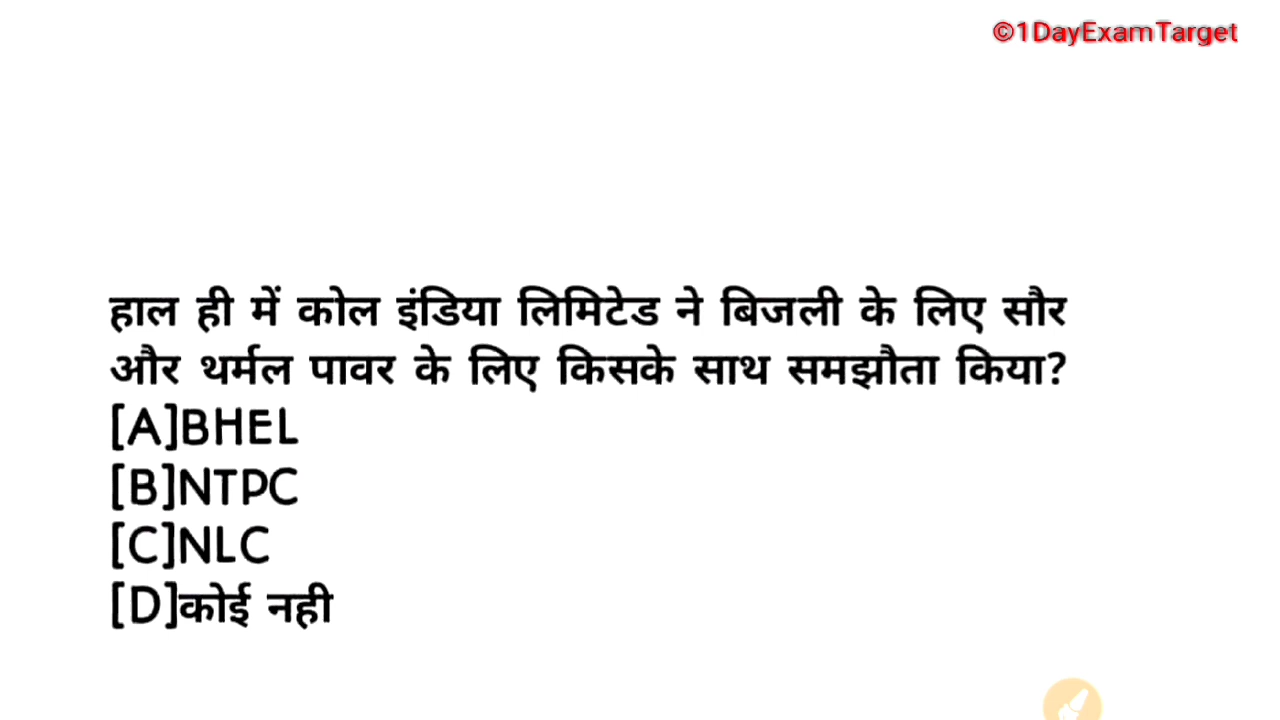 ©1DayExamTarget
हाल ही में कोल इंडिया लिमिटेड ने बिजली के लिए सौर
और थर्मल पावर के लिए किसके साथ समझौता किया?
[A]BHEL
[B]NTPC
[C]NLC
[D]कोई नही